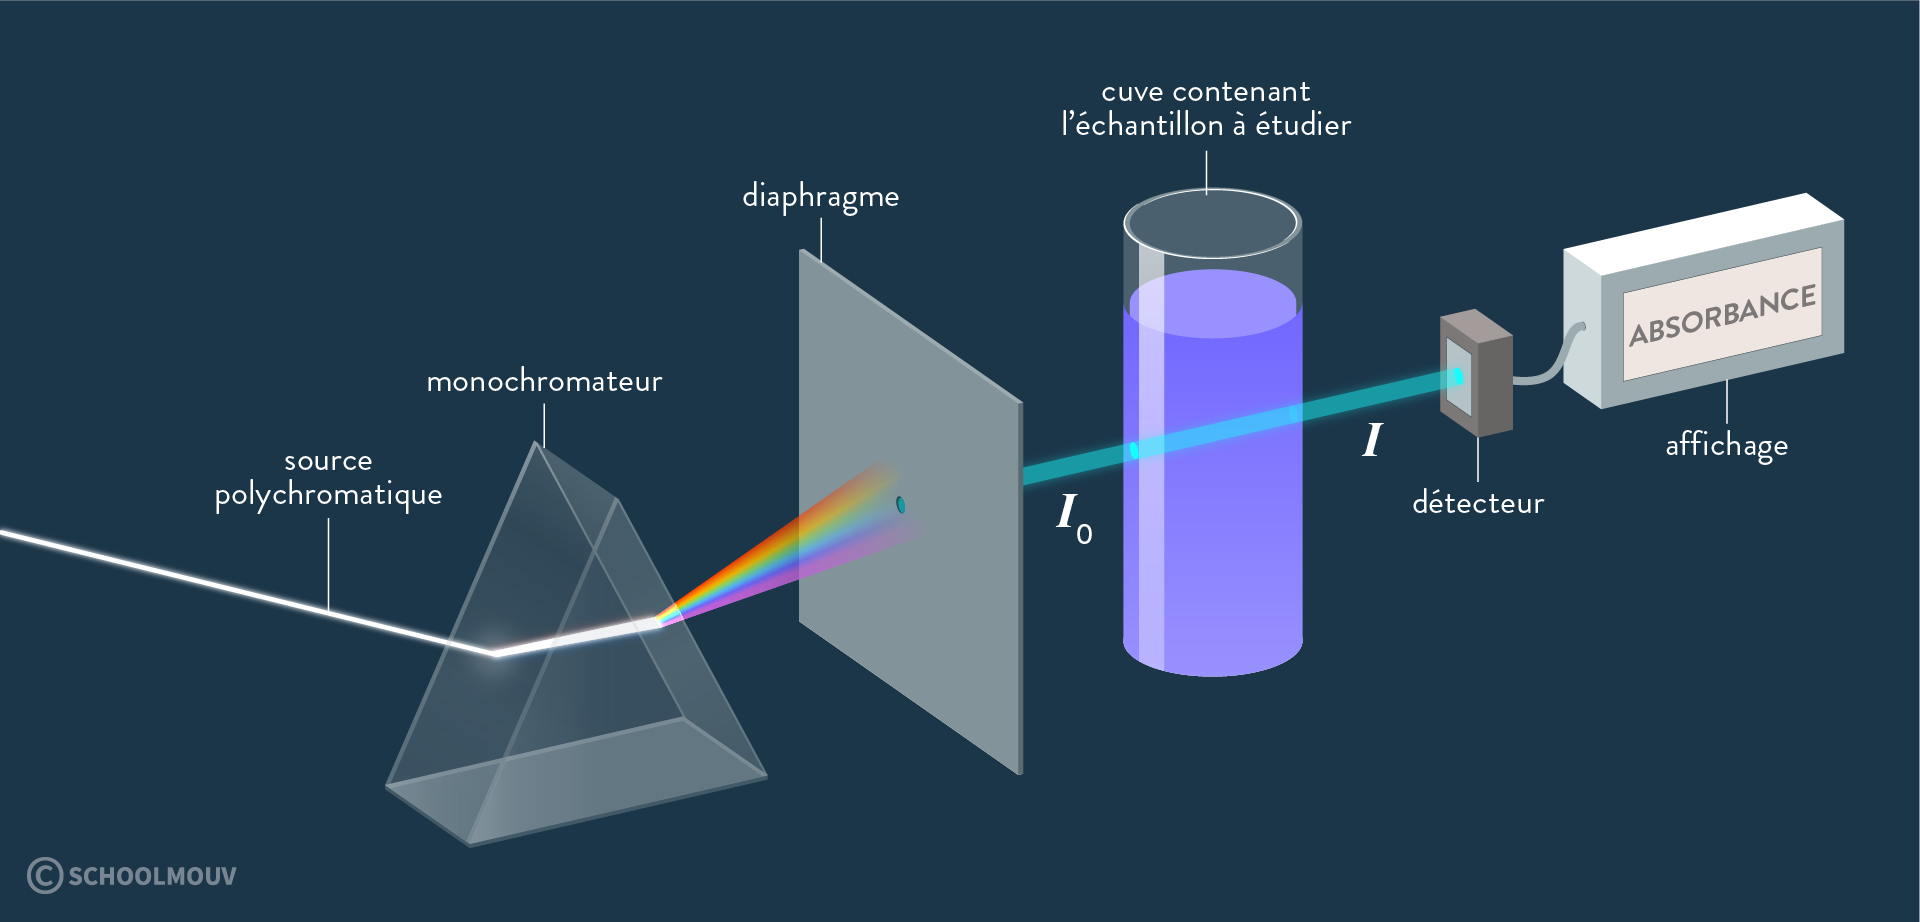 cuve contenant
l'échantillon à étudier
diaphragme
monochromateur
source
polychromatique
ABSORBANCE
I
I0
affichage
détecteur
© SCHOOLMOUV